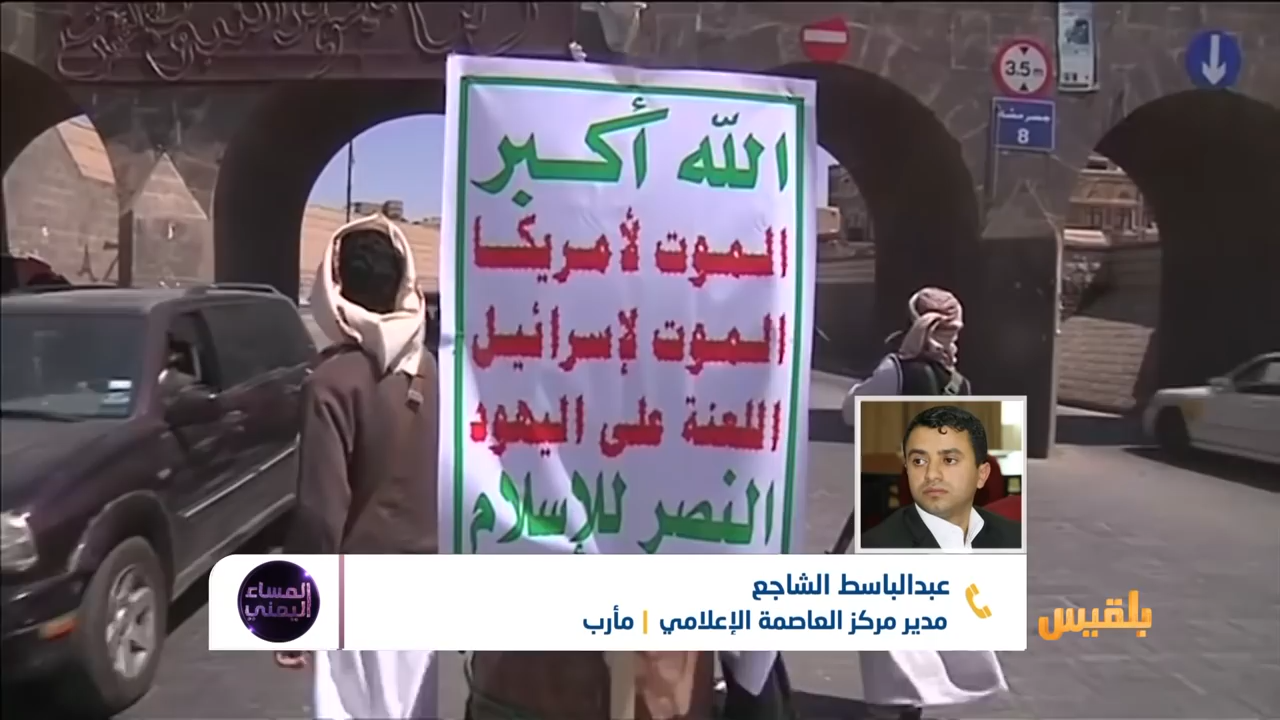 3.5 m
8
الله أكبر
الموت لأمريكا
الموت لإسرائيل
اللعنة على اليهود
النصر للإسلام
عبدالباسط الشاجع
مدير مركز العاصمة الإعلامي | مأرب
المساء اليمني
بلقيس